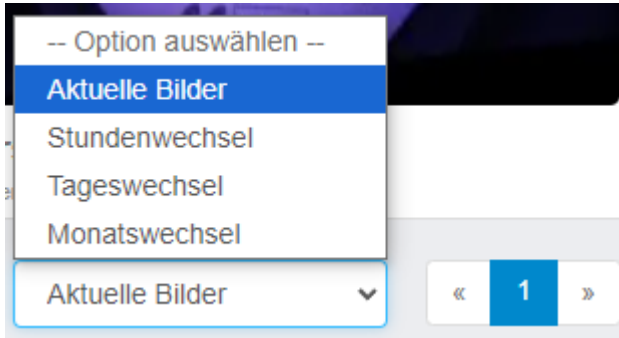 -- Option auswählen --
Aktuelle Bilder
Stundenwechsel
Tageswechsel
Monatswechsel
Aktuelle Bilder
« 1 »